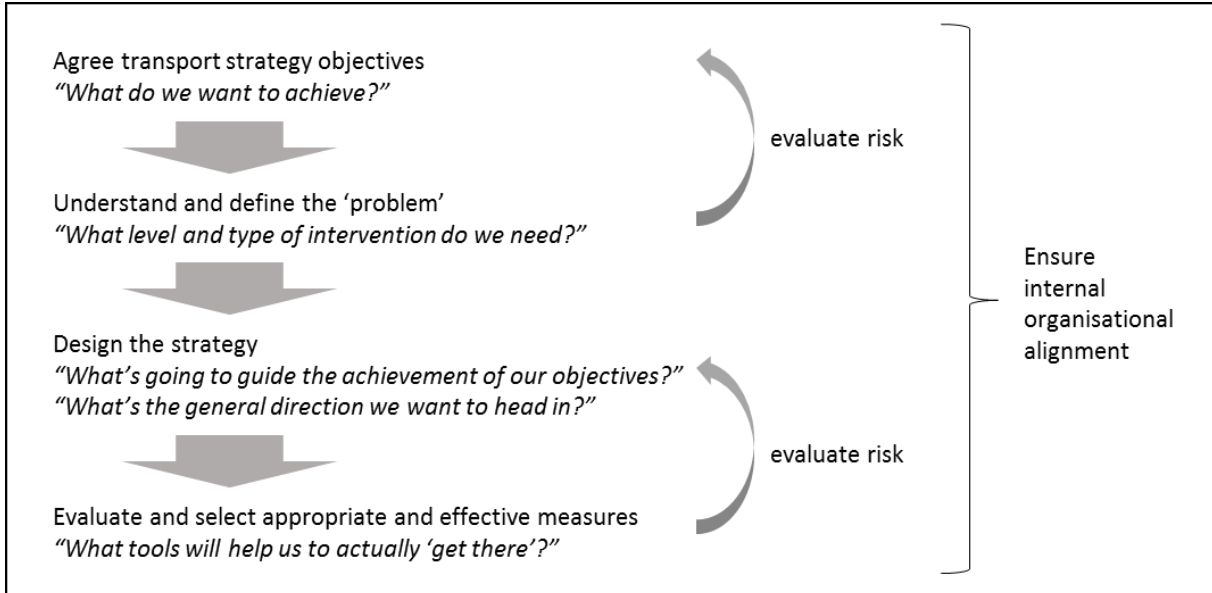 Agree transport strategy objectives
“What do we want to achieve?”
evaluate risk
Understand and define the ‘problem’
“What level and type of intervention do we need?”
Ensure
internal
organisational
alignment
Design the strategy
“What’s going to guide the achievement of our objectives?”
“What’s the general direction we want to head in?”
evaluate risk
Evaluate and select appropriate and effective measures
“What tools will help us to actually ‘get there’?”